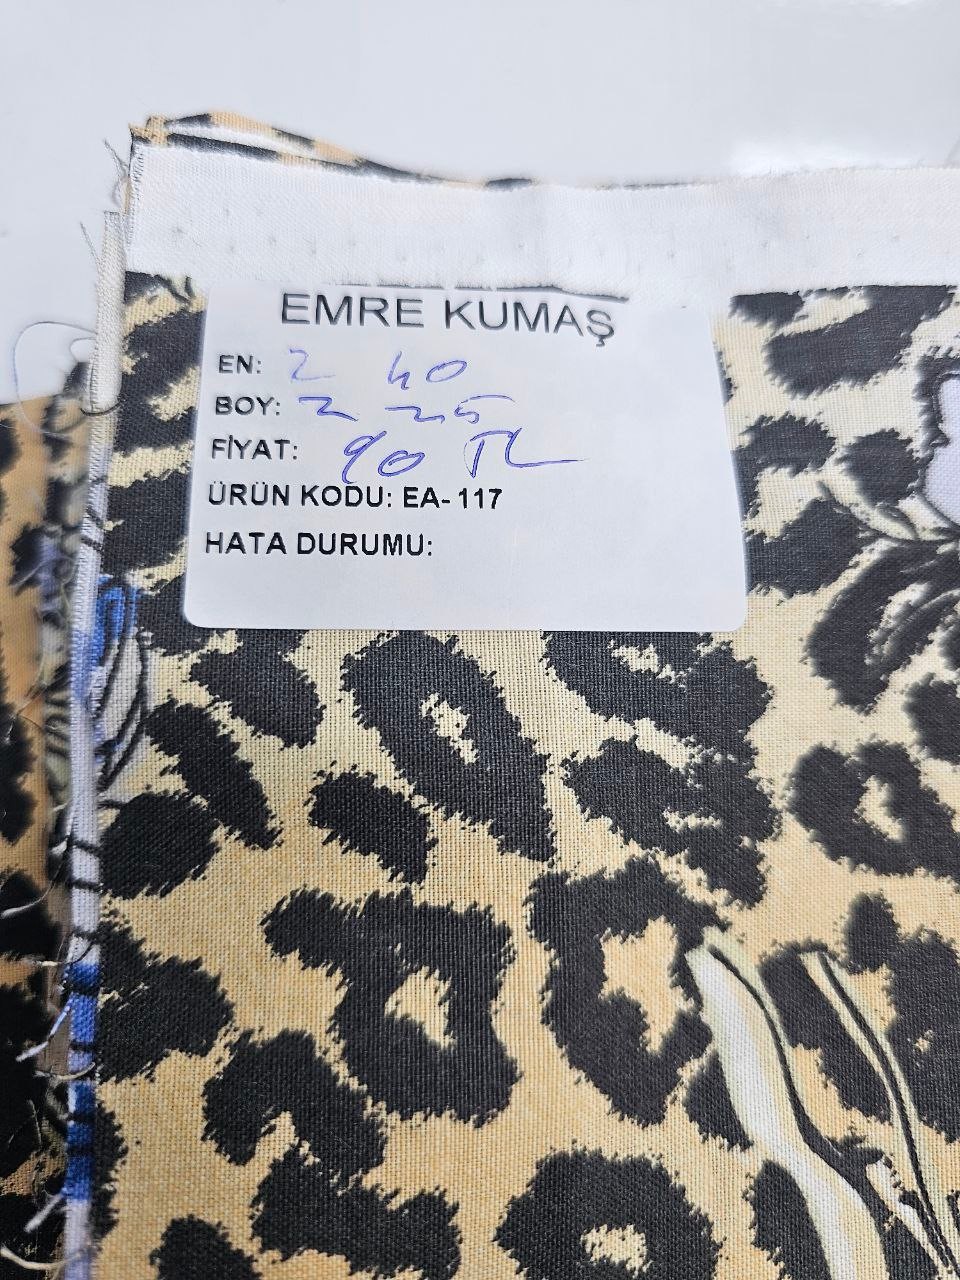 EMRE KUMAŞ
EN: 2 40
BOY: 2 25
FİYAT: 90 TL
ÜRÜN KODU: EA-117
HATA DURUMU: